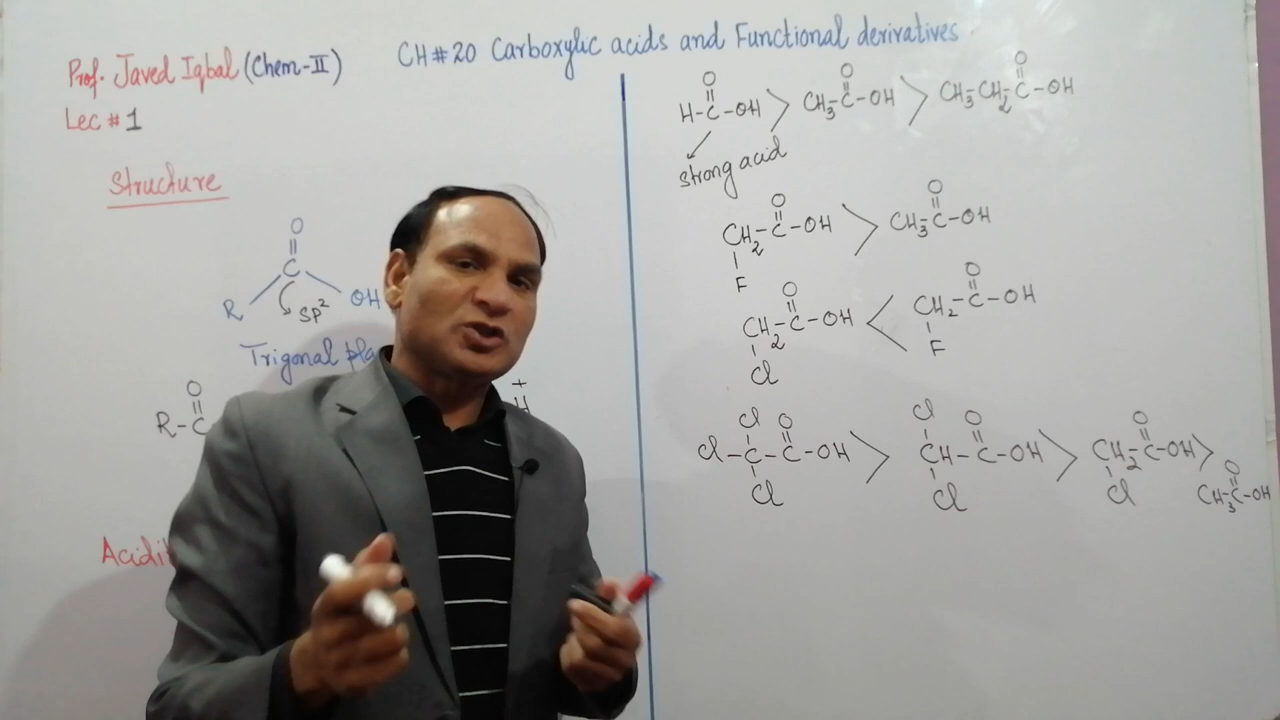 CH#20 Carboxylic acids and Functional derivatives
Prof. Javed Iqbal (Chem-II)
Lec # 1
Structure
O
||
C
R OH
SP²
Trigonal pla
O
||
R-C
+
H
Acidi
O O O
|| || ||
H-C-OH > CH₃-C-OH > CH₃-CH₂-C-OH
strong acid
O O
|| ||
CH₂-C-OH > CH₃-C-OH
|
F
O O
|| ||
CH₂-C-OH < CH₂-C-OH
| |
Cl F
Cl O Cl O O
| || | || ||
Cl-C-C-OH > CH-C-OH > CH₂-C-OH >
| | |
Cl Cl Cl
O
||
CH₃-C-OH